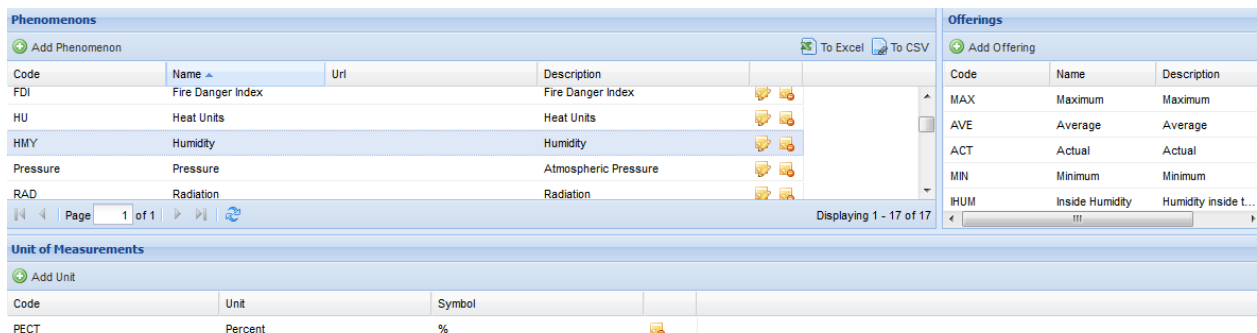 Phenomenons
Add Phenomenon To Excel To CSV
Code Name Url Description
FDI Fire Danger Index Fire Danger Index
HU Heat Units Heat Units
HMY Humidity Humidity
Pressure Pressure Atmospheric Pressure
RAD Radiation Radiation
Page 1 of 1 Displaying 1 - 17 of 17
Offerings
Add Offering
Code Name Description
MAX Maximum Maximum
AVE Average Average
ACT Actual Actual
MIN Minimum Minimum
IHUM Inside Humidity Humidity inside t...
Unit of Measurements
Add Unit
Code Unit Symbol
PECT Percent %